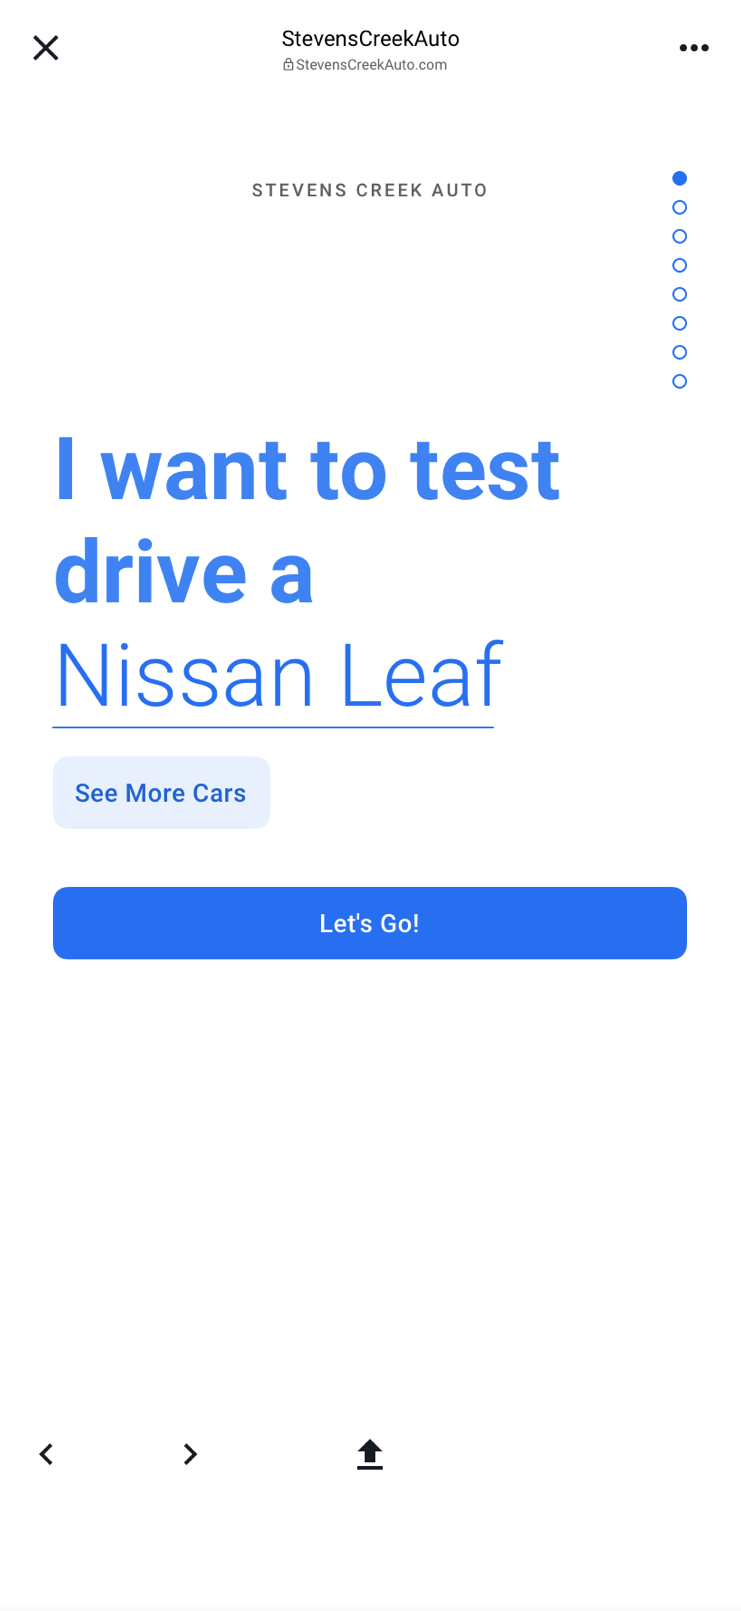 StevensCreekAuto
StevensCreekAuto.com
STEVENS CREEK AUTO
I want to test
drive a
Nissan Leaf
See More Cars
Let's Go!